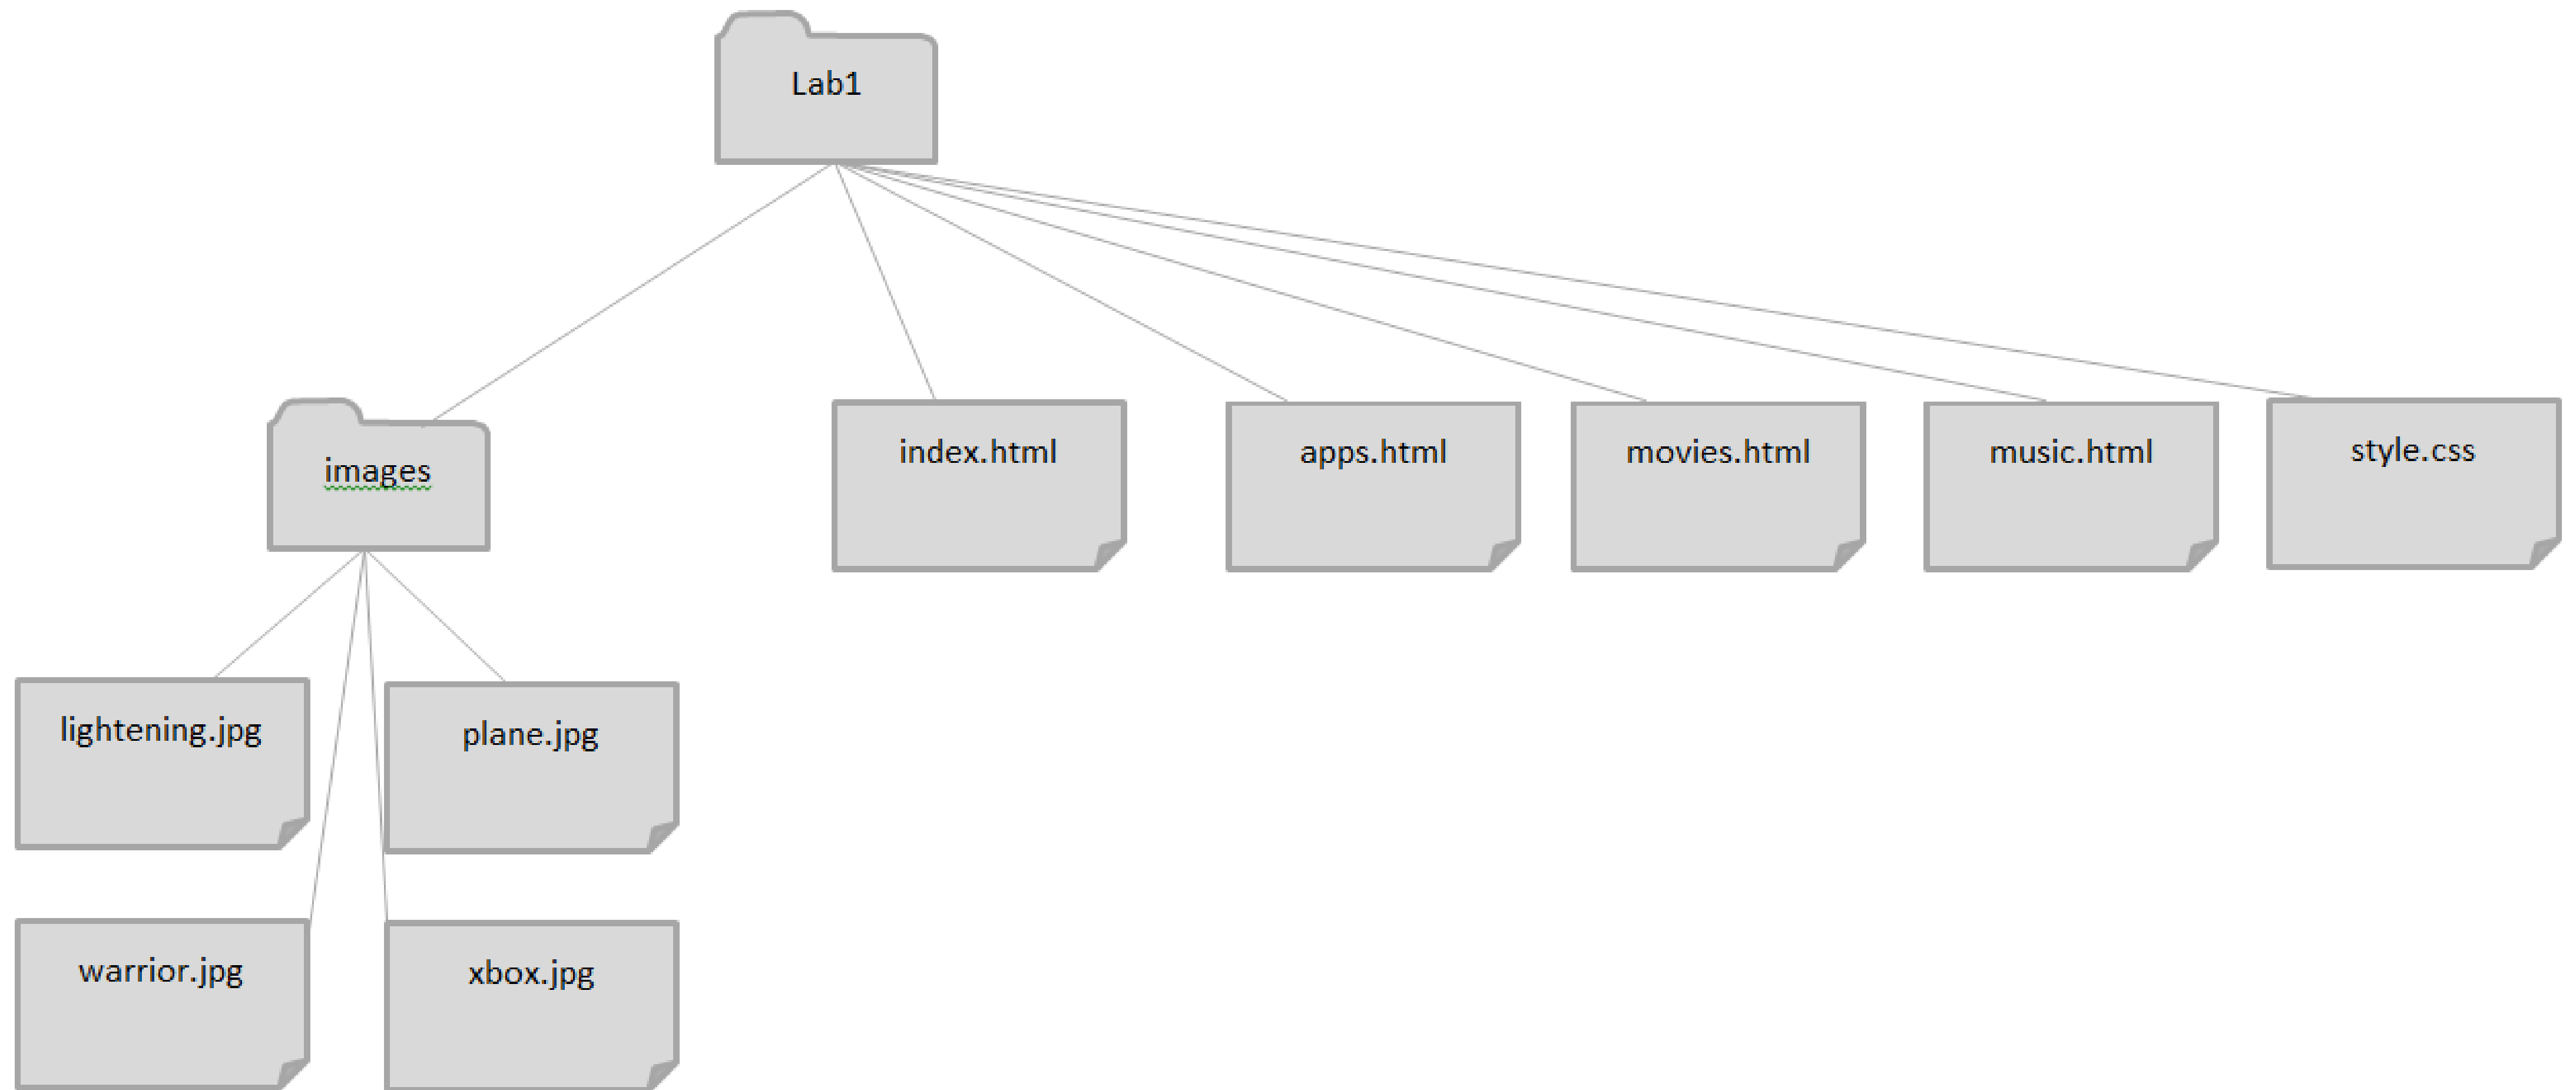 Lab1
images
index.html
apps.html
movies.html
music.html
style.css
lightening.jpg
plane.jpg
warrior.jpg
xbox.jpg